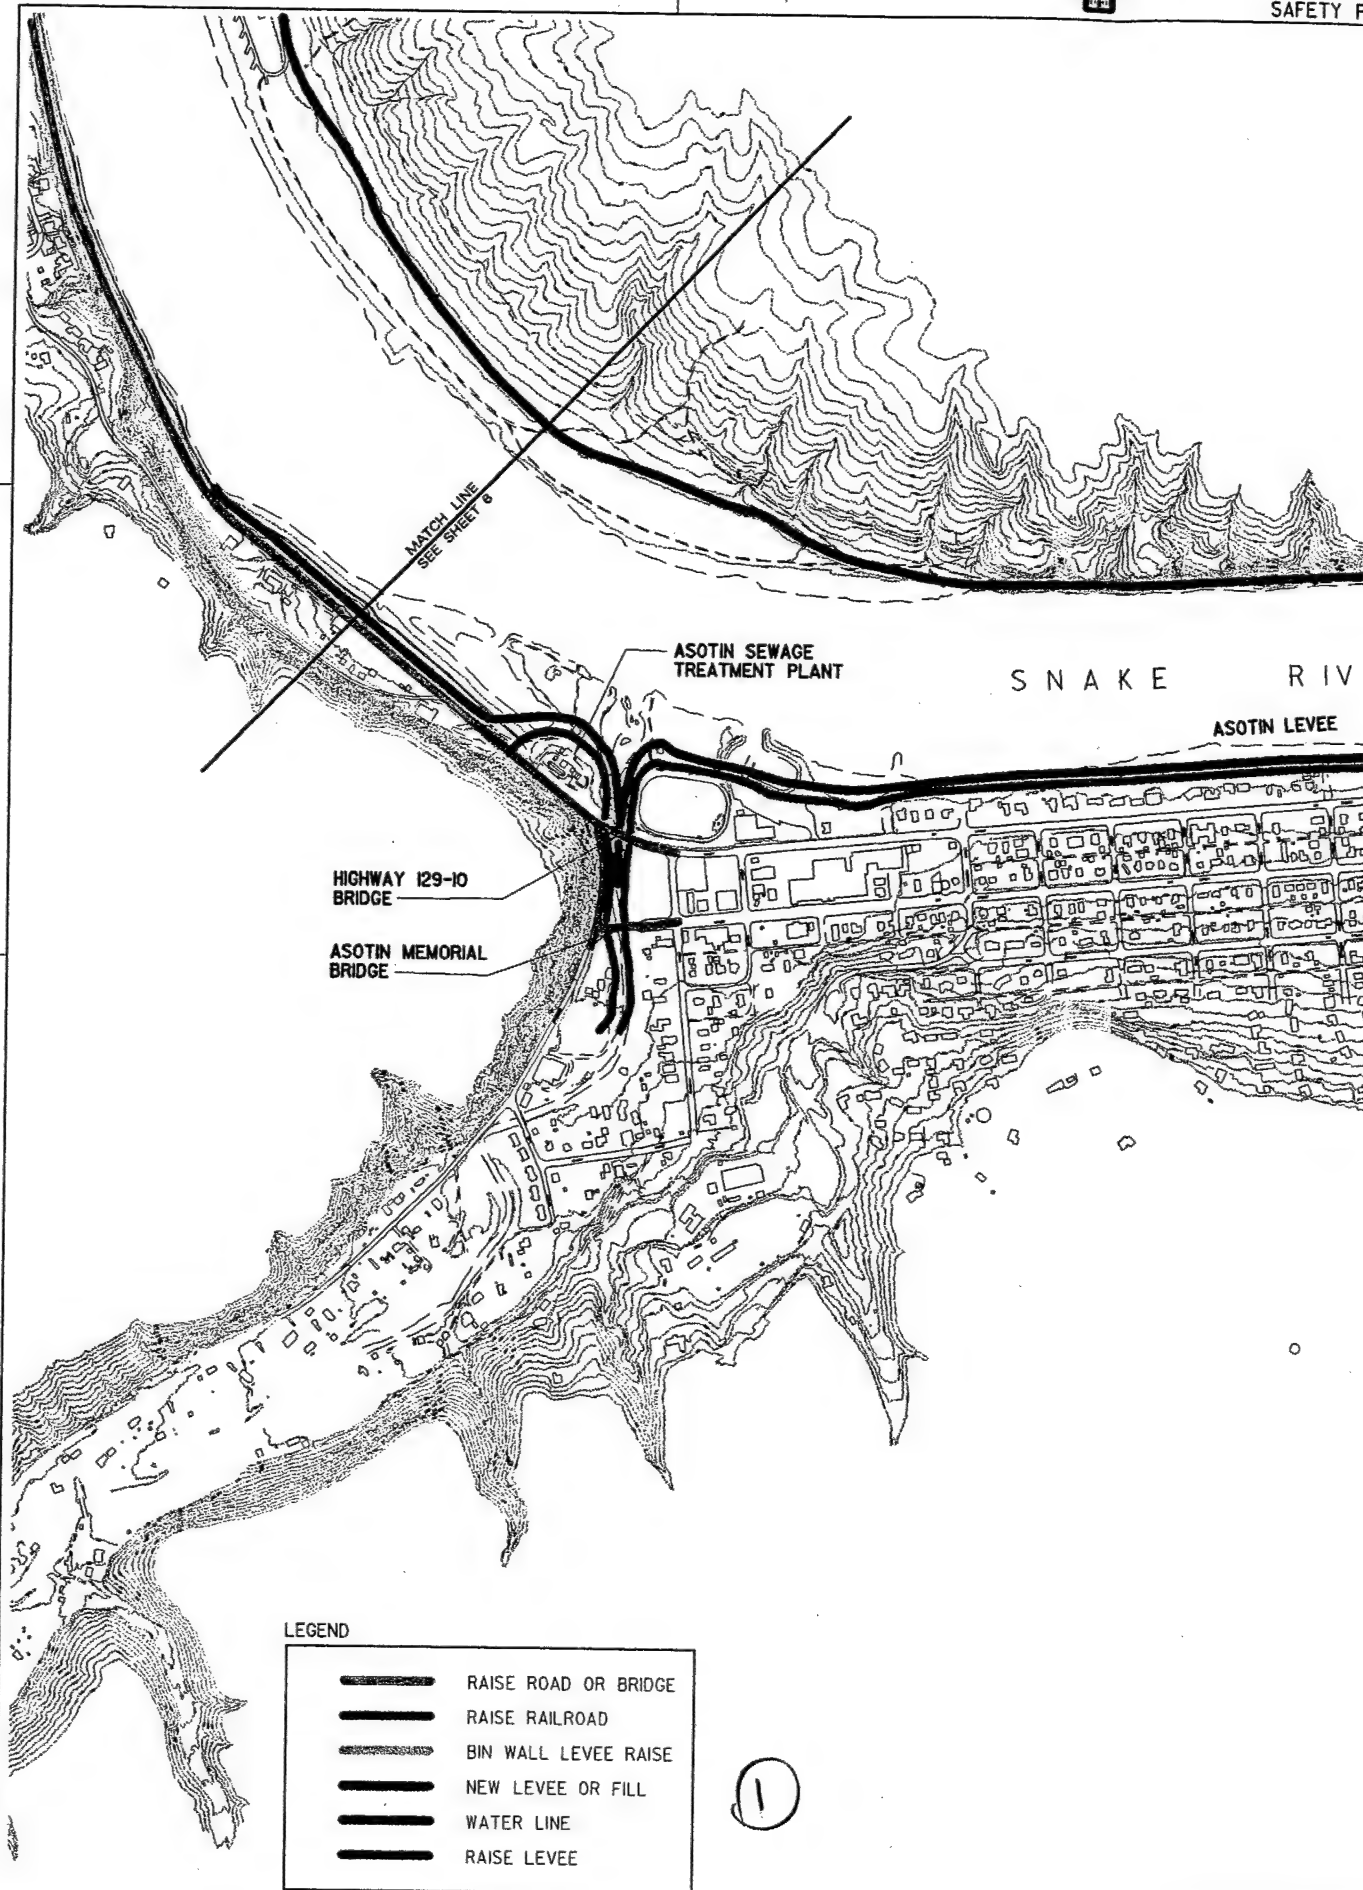 SAFETY
MATCH LINE
SEE SHEET 6
ASOTIN SEWAGE
TREATMENT PLANT
SNAKE RIV
ASOTIN LEVEE
HIGHWAY 129-10
BRIDGE
ASOTIN MEMORIAL
BRIDGE
LEGEND
RAISE ROAD OR BRIDGE
RAISE RAILROAD
BIN WALL LEVEE RAISE
NEW LEVEE OR FILL
WATER LINE
RAISE LEVEE
1